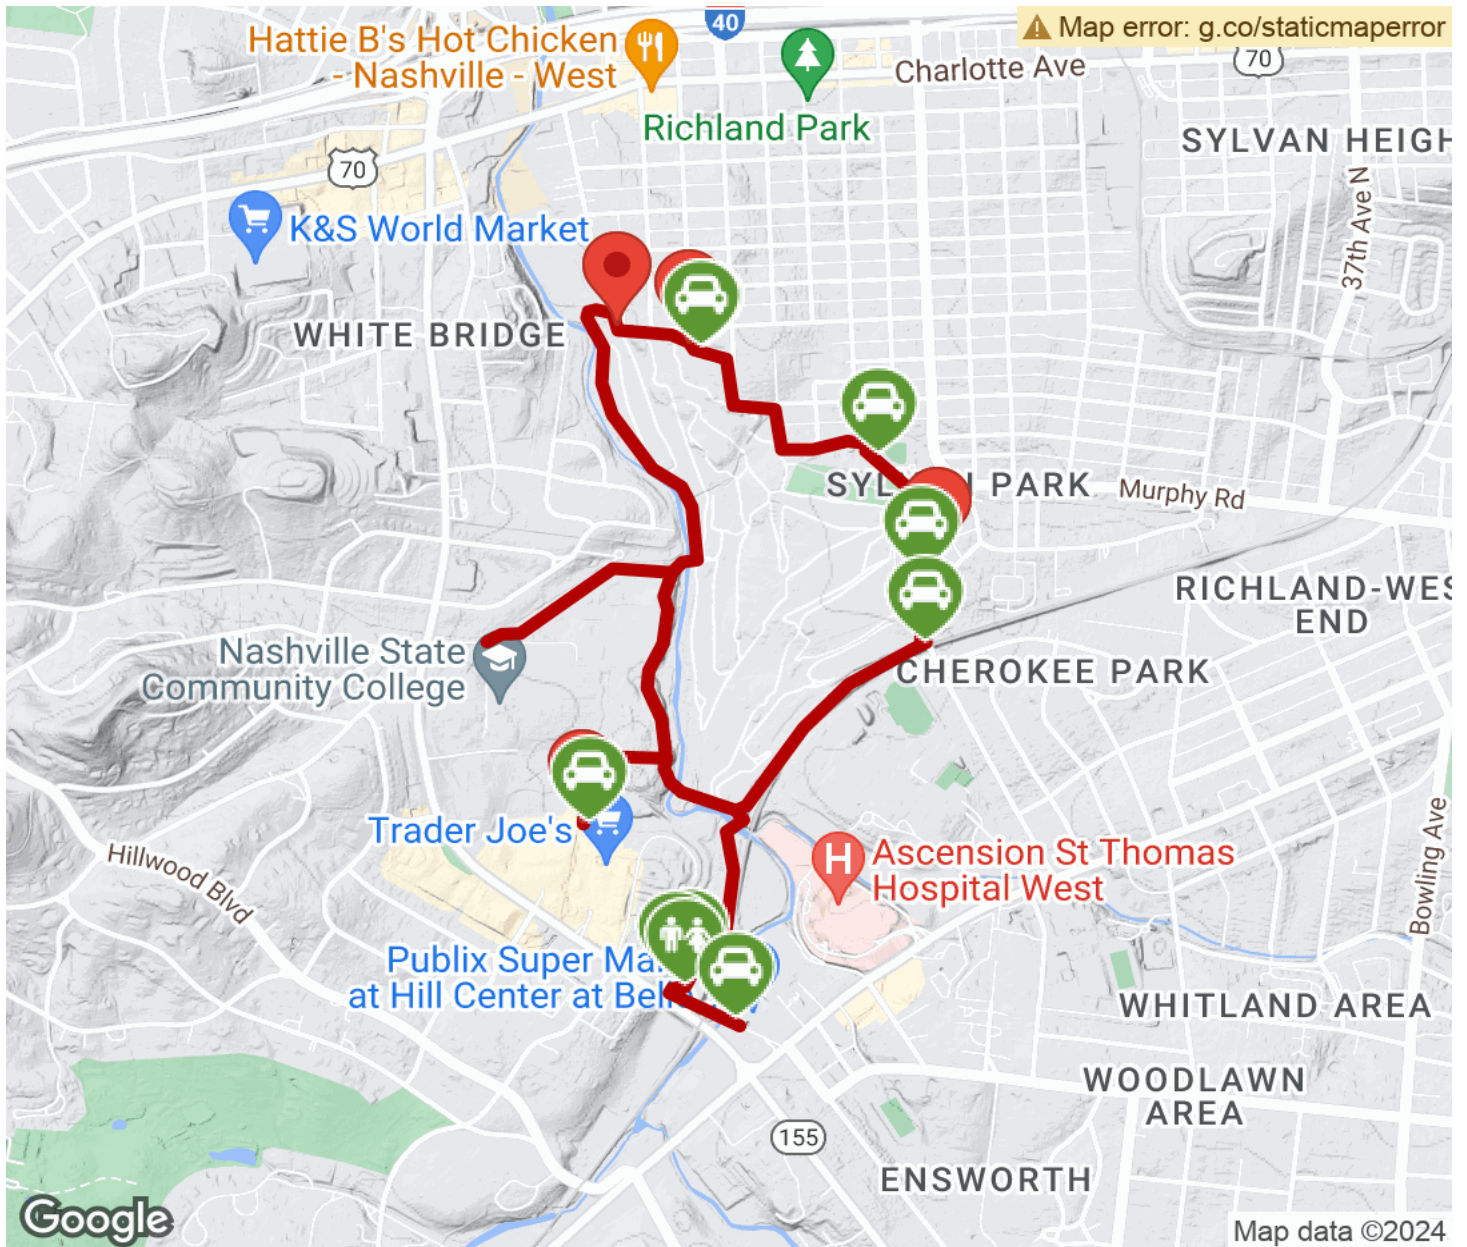 Hattie B's Hot Chicken
- Nashville - West
40
Map error: g.co/staticmaperror
70
Charlotte Ave
Richland Park
SYLVAN HEIGH
70
37th Ave N
K&S World Market
WHITE BRIDGE
SYL
N PARK
Murphy Rd
RICHLAND-WES
END
Nashville State
Community College
CHEROKEE PARK
Trader Joe's
Hillwood Blvd
H
Ascension St Thomas
Hospital West
Bowling Ave
Publix Super Ma
at Hill Center at Bel
WHITLAND AREA
WOODLAWN
AREA
155
ENSWORTH
Google
Map data ©2024